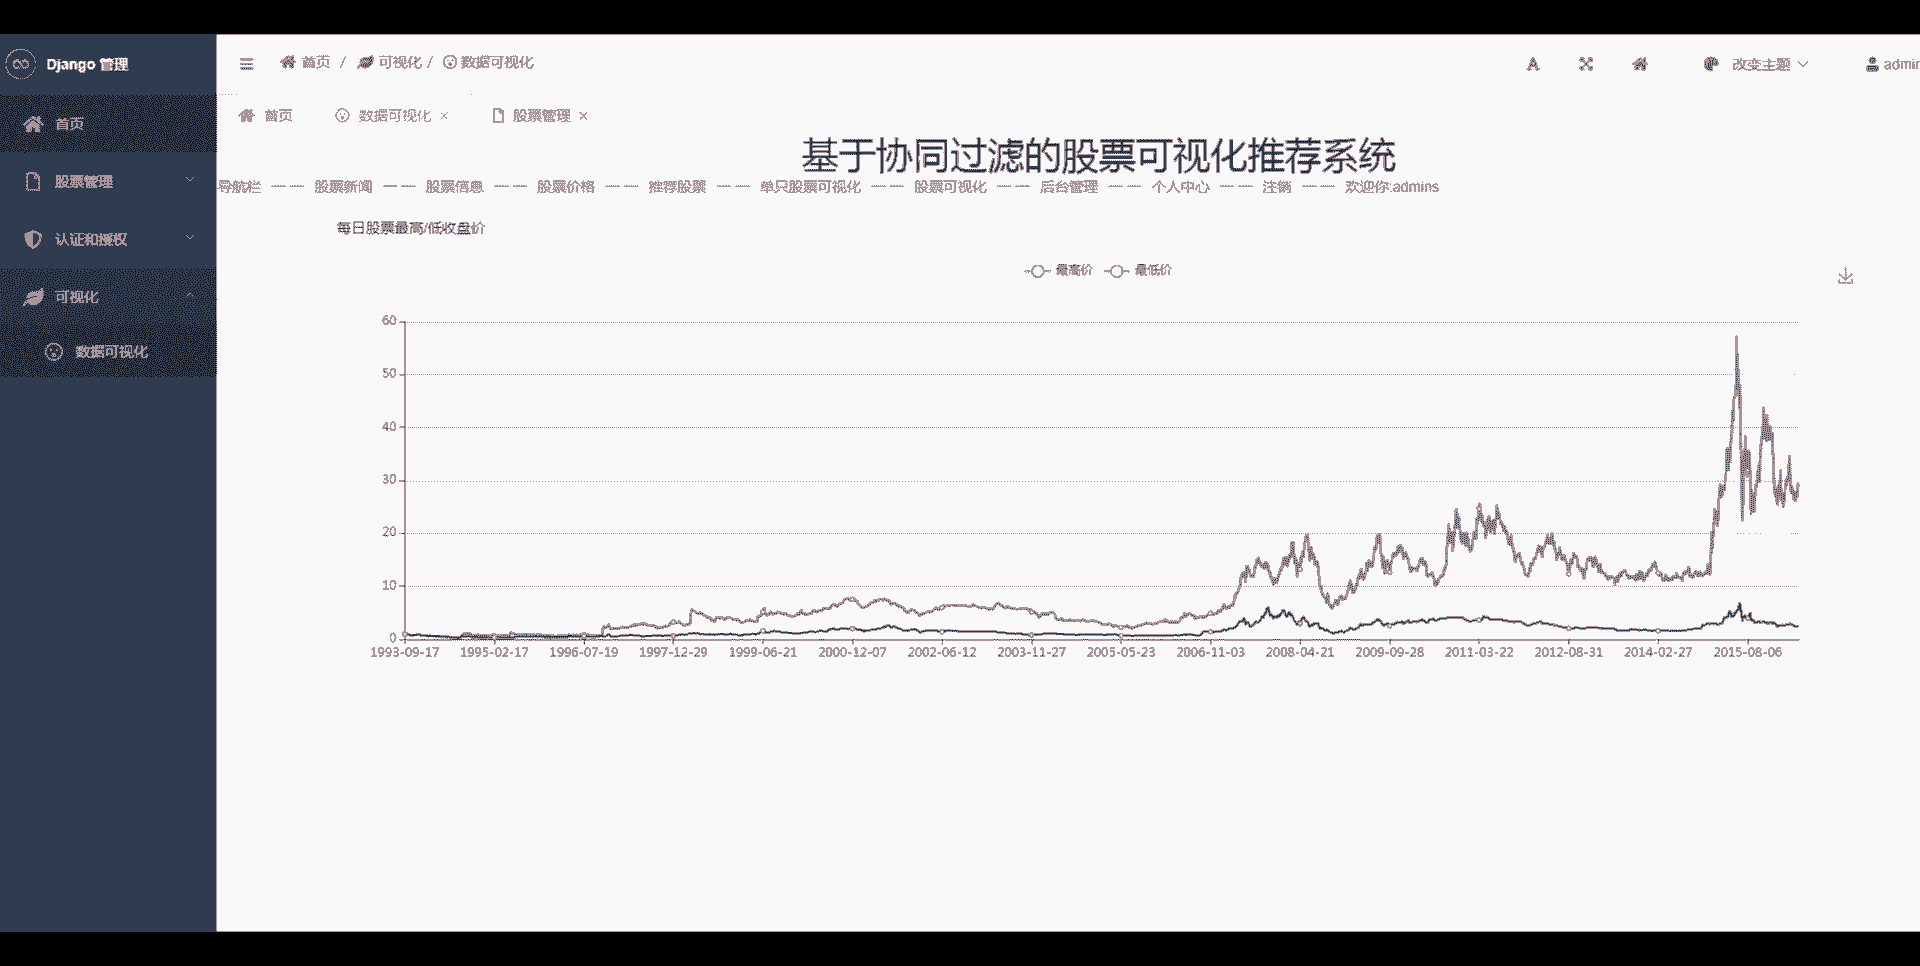 Django 管理
首页 / 可视化 / 数据可视化
改变主题
admin
首页
股票管理
认证和授权
可视化
数据可视化
首页 数据可视化 × 股票管理 ×
基于协同过滤的股票可视化推荐系统
导航栏 —— 股票新闻 —— 股票信息 —— 股票价格 —— 推荐股票 —— 单只股票可视化 —— 股票可视化 —— 后台管理 —— 个人中心 —— 注销 —— 欢迎你:admins
每日股票最高/低收盘价
最高价 最低价
60
50
40
30
20
10
0
1993-09-17 1995-02-17 1996-07-19 1997-12-29 1999-06-21 2000-12-07 2002-06-12 2003-11-27 2005-05-23 2006-11-03 2008-04-21 2009-09-28 2011-03-22 2012-08-31 2014-02-27 2015-08-06